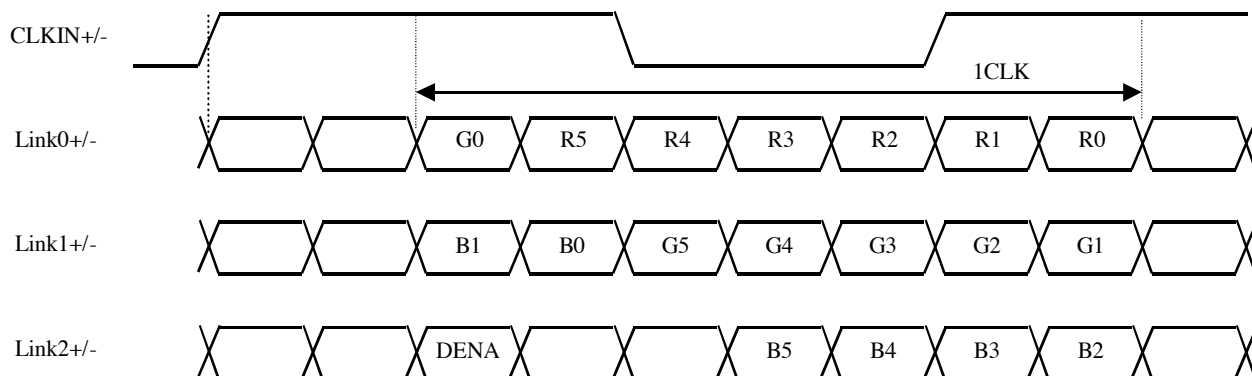 CLKIN+/-
1CLK
Link0+/- G0 R5 R4 R3 R2 R1 R0
Link1+/- B1 B0 G5 G4 G3 G2 G1
Link2+/- DENA B5 B4 B3 B2